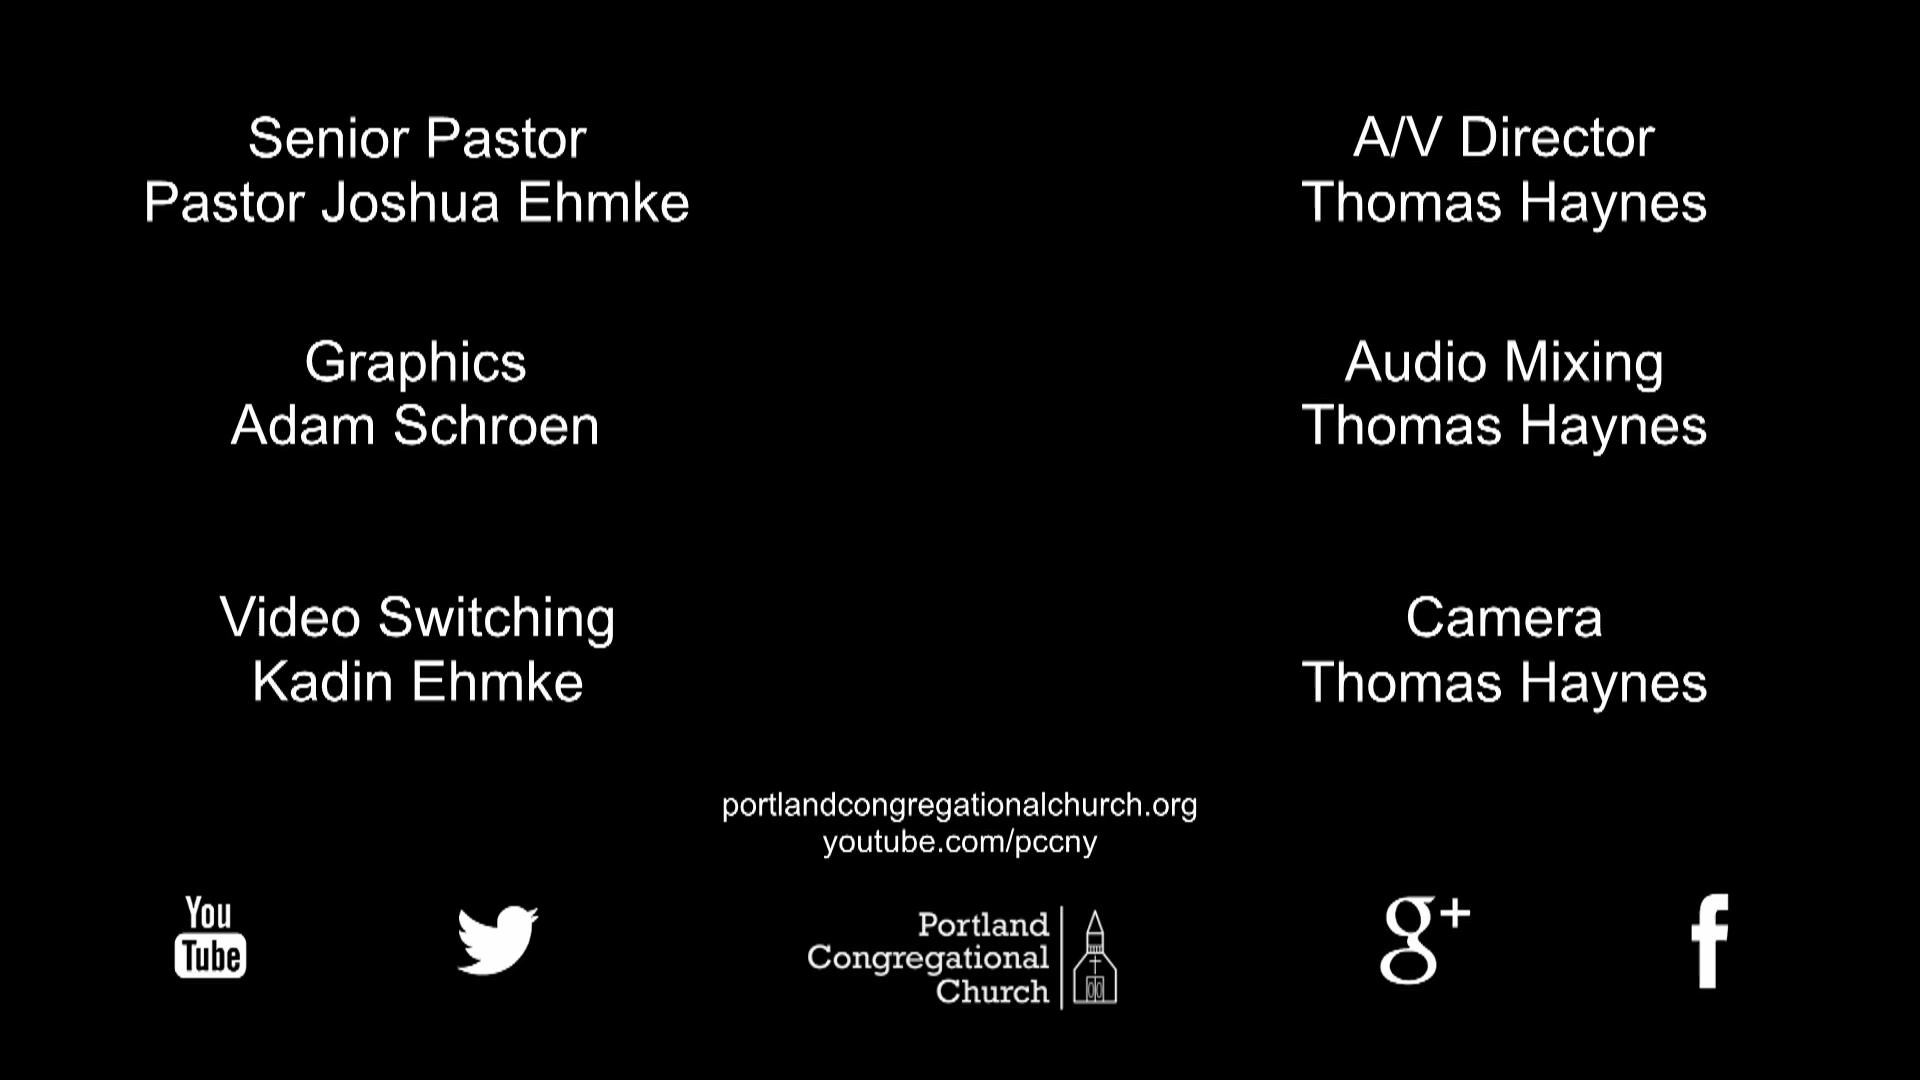 Senior Pastor
Pastor Joshua Ehmke
A/V Director
Thomas Haynes
Graphics
Adam Schroen
Audio Mixing
Thomas Haynes
Video Switching
Kadin Ehmke
Camera
Thomas Haynes
portlandcongregationalchurch.org
youtube.com/pccny
You
Tube
Portland
Congregational
Church
g+
f